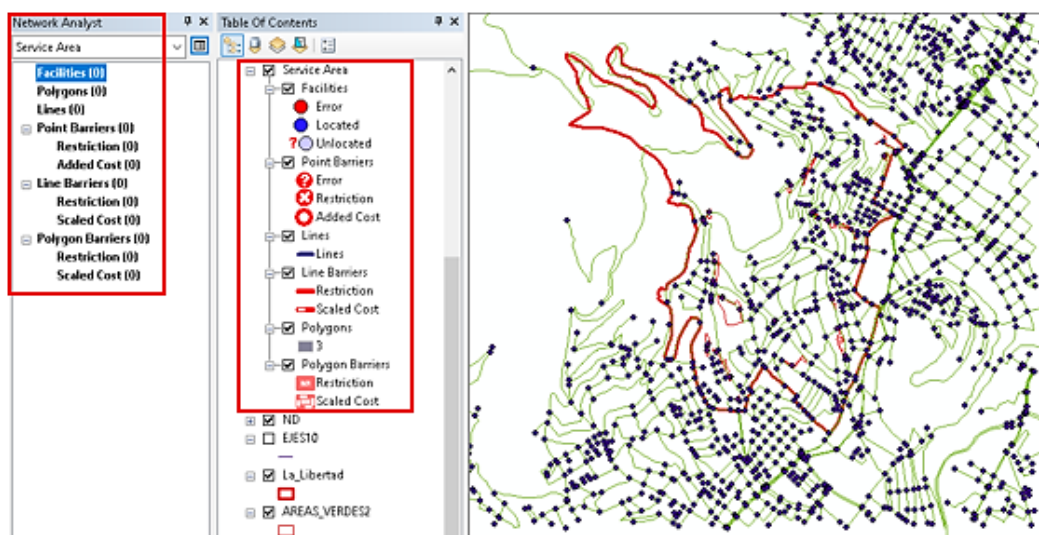 Network Analyst
Service Area
Facilities (0)
Polygons (0)
Lines (0)
Point Barriers (0)
Restriction (0)
Added Cost (0)
Line Barriers (0)
Restriction (0)
Scaled Cost (0)
Polygon Barriers (0)
Restriction (0)
Scaled Cost (0)
Table Of Contents
Service Area
Facilities
Error
Located
? Unlocated
Point Barriers
Error
Restriction
Added Cost
Lines
Lines
Line Barriers
Restriction
Scaled Cost
Polygons
3
Polygon Barriers
Restriction
Scaled Cost
ND
EJES10
La_Libertad
AREAS_VERDES2